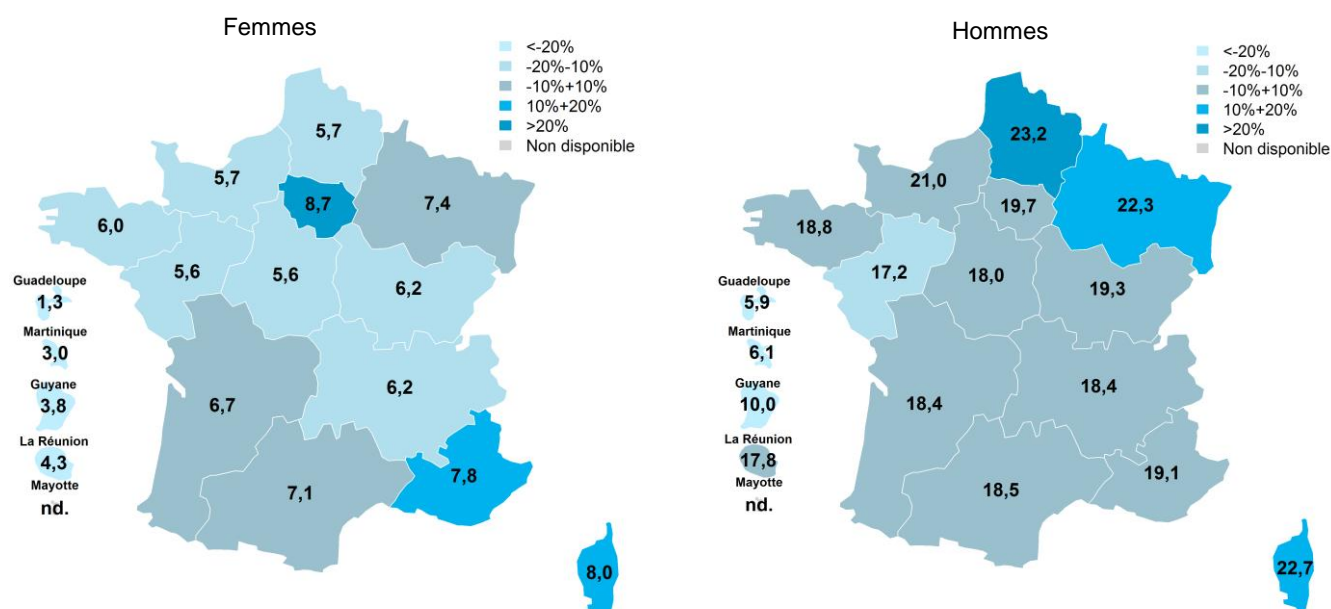 Femmes
<-20%
-20%-10%
-10%+10%
10%+20%
>20%
Non disponible
5,7
5,7
8,7
7,4
6,0
5,6
5,6
6,2
Guadeloupe
1,3
Martinique
3,0
Guyane
3,8
La Réunion
4,3
Mayotte
nd.
6,7
6,2
7,1
7,8
8,0
Hommes
<-20%
-20%-10%
-10%+10%
10%+20%
>20%
Non disponible
23,2
21,0
19,7
22,3
18,8
17,2
18,0
19,3
Guadeloupe
5,9
Martinique
6,1
Guyane
10,0
La Réunion
17,8
Mayotte
nd.
18,4
18,4
18,5
19,1
22,7